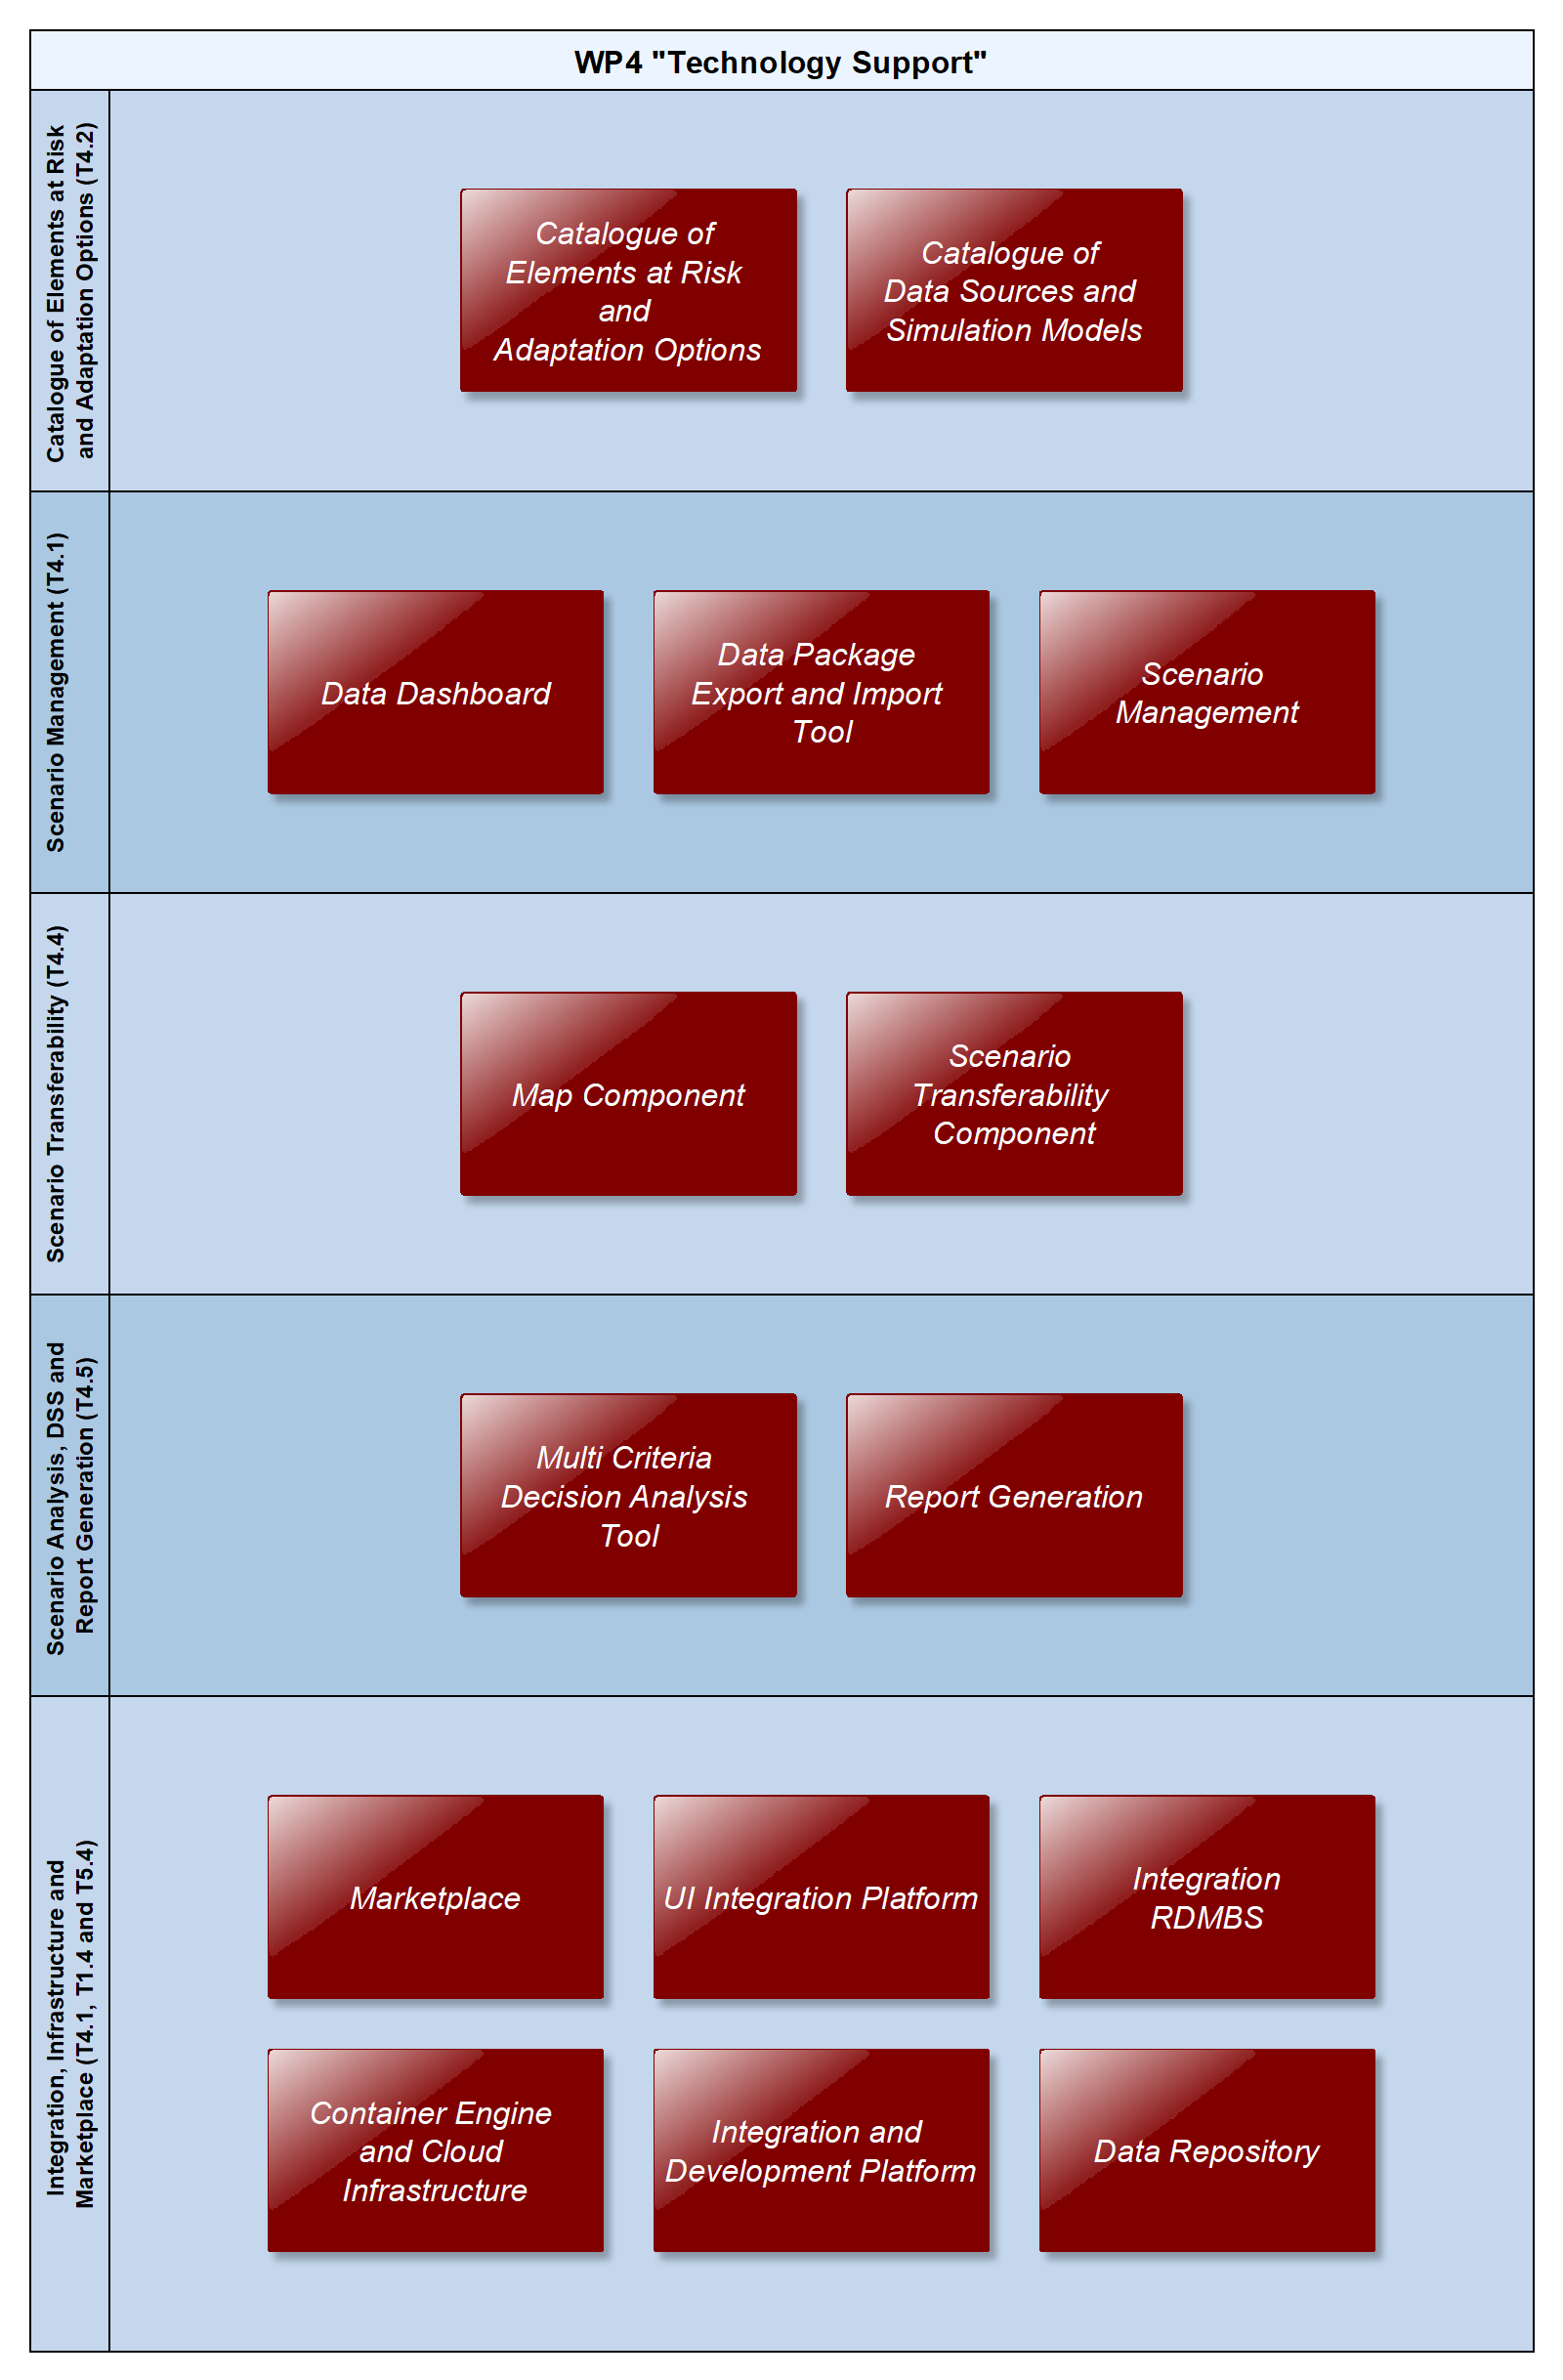 WP4 "Technology Support"
Catalogue of Elements at Risk
and Adaptation Options (T4.2)
Catalogue of
Elements at Risk
and
Adaptation Options
Catalogue of
Data Sources and
Simulation Models
Scenario Management (T4.1)
Data Dashboard
Data Package
Export and Import
Tool
Scenario
Management
Scenario Transferability (T4.4)
Map Component
Scenario
Transferability
Component
Scenario Analysis, DSS and
Report Generation (T4.5)
Multi Criteria
Decision Analysis
Tool
Report Generation
Integration, Infrastructure and
Marketplace (T4.1, T1.4 and T5.4)
Marketplace
UI Integration Platform
Integration
RDMBS
Container Engine
and Cloud
Infrastructure
Integration and
Development Platform
Data Repository